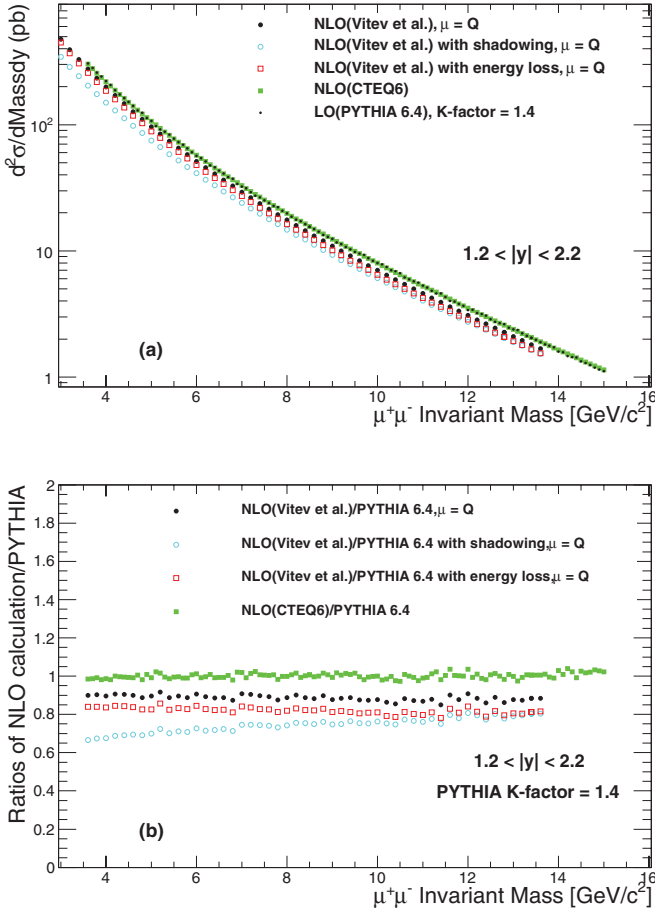 d²σ/dMassdy (pb)
10²
10
1
NLO(Vitev et al.), μ = Q
NLO(Vitev et al.) with shadowing, μ = Q
NLO(Vitev et al.) with energy loss, μ = Q
NLO(CTEQ6)
LO(PYTHIA 6.4), K-factor = 1.4
1.2 < |y| < 2.2
(a)
4 6 8 10 12 14 16
μ⁺μ⁻ Invariant Mass [GeV/c²]
Ratios of NLO calculation/PYTHIA
2
1.8
1.6
1.4
1.2
1
0.8
0.6
0.4
0.2
0
NLO(Vitev et al.)/PYTHIA 6.4,μ = Q
NLO(Vitev et al.)/PYTHIA 6.4 with shadowing,μ = Q
NLO(Vitev et al.)/PYTHIA 6.4 with energy loss,μ = Q
NLO(CTEQ6)/PYTHIA 6.4
1.2 < |y| < 2.2
PYTHIA K-factor = 1.4
(b)
4 6 8 10 12 14 16
μ⁺μ⁻ Invariant Mass [GeV/c²]